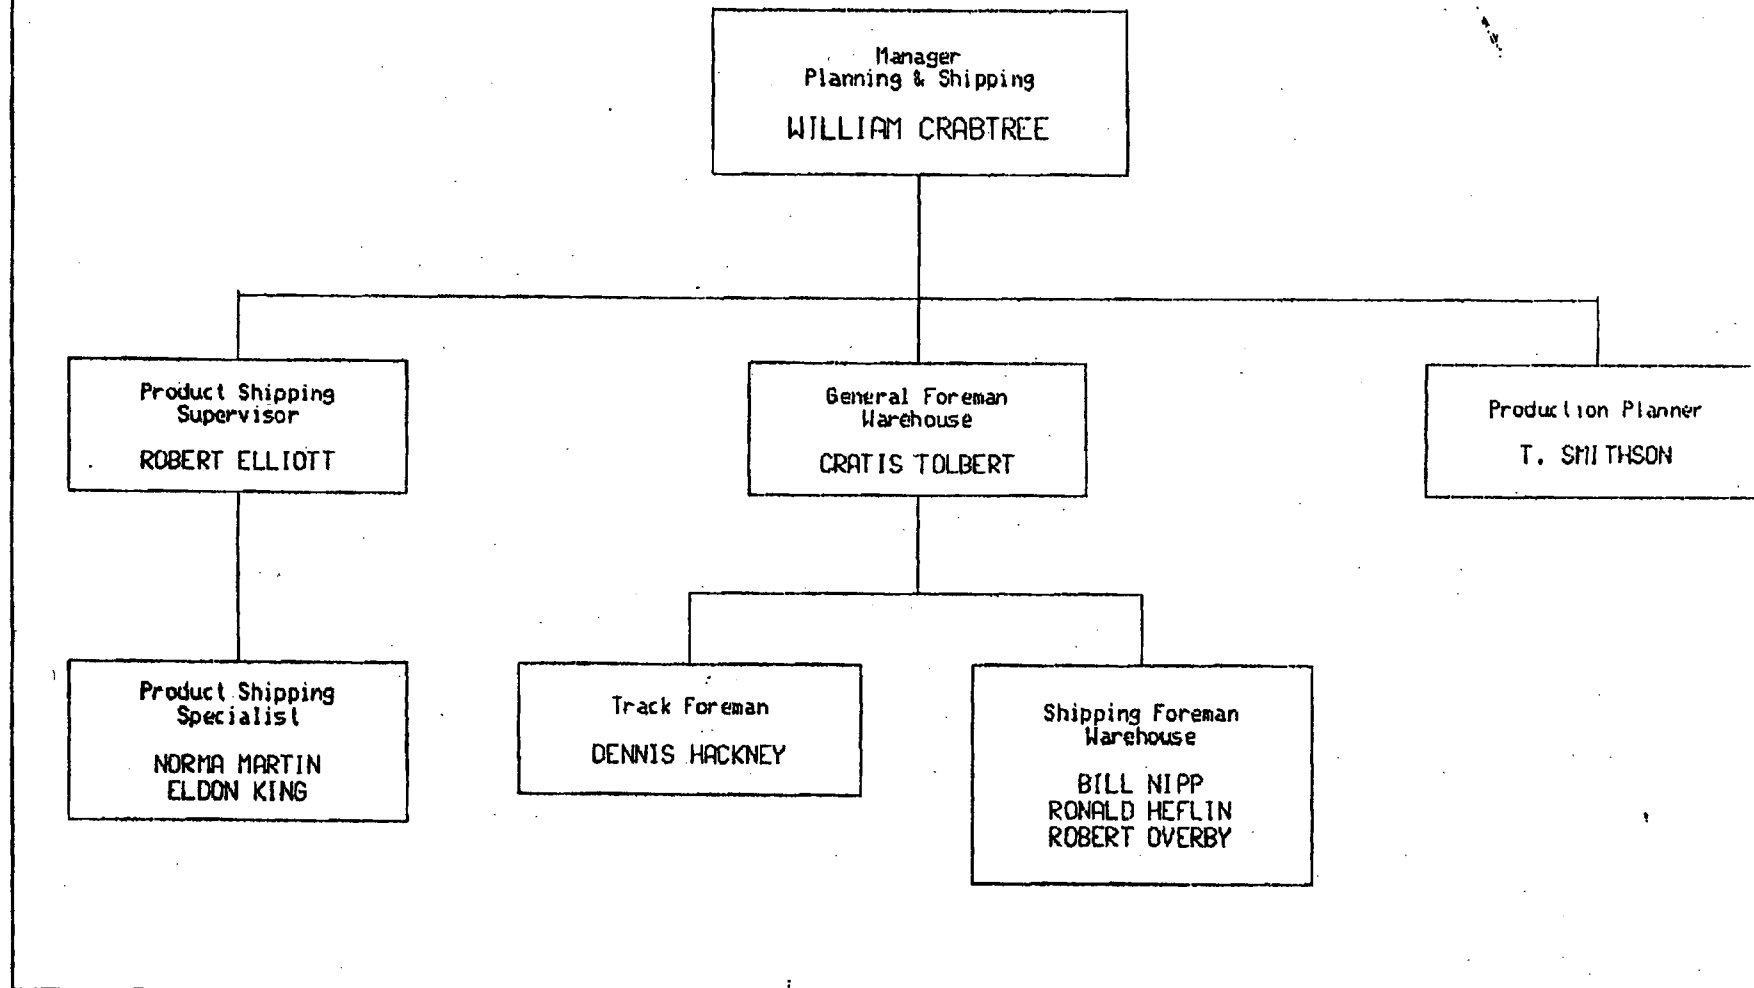 Manager
Planning & Shipping
WILLIAM CRABTREE
Product Shipping
Supervisor
ROBERT ELLIOTT
General Foreman
Warehouse
CRATIS TOLBERT
Production Planner
T. SMITHSON
Product Shipping
Specialist
NORMA MARTIN
ELDON KING
Track Foreman
DENNIS HACKNEY
Shipping Foreman
Warehouse
BILL NIPP
RONALD HEFLIN
ROBERT OVERBY